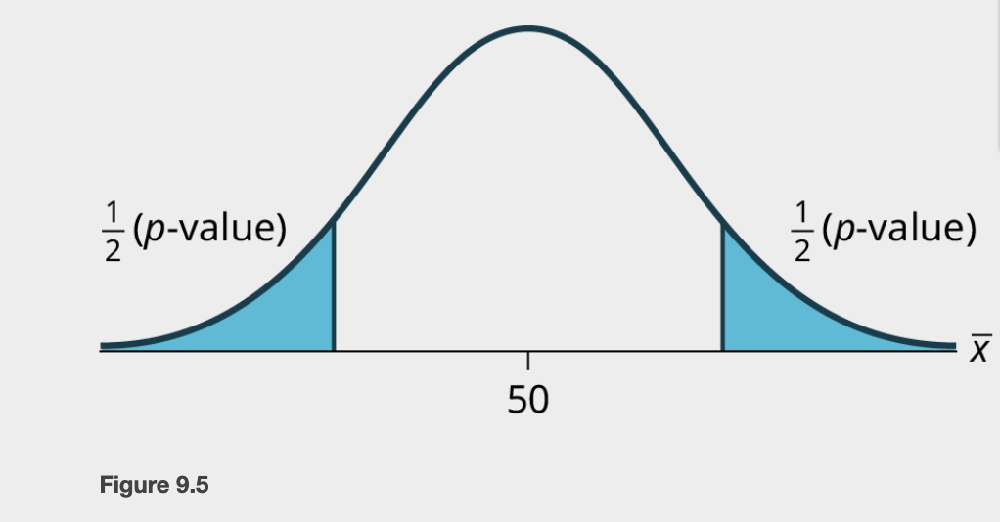 1/2 (p-value)
1/2 (p-value)
x̅
50
Figure 9.5